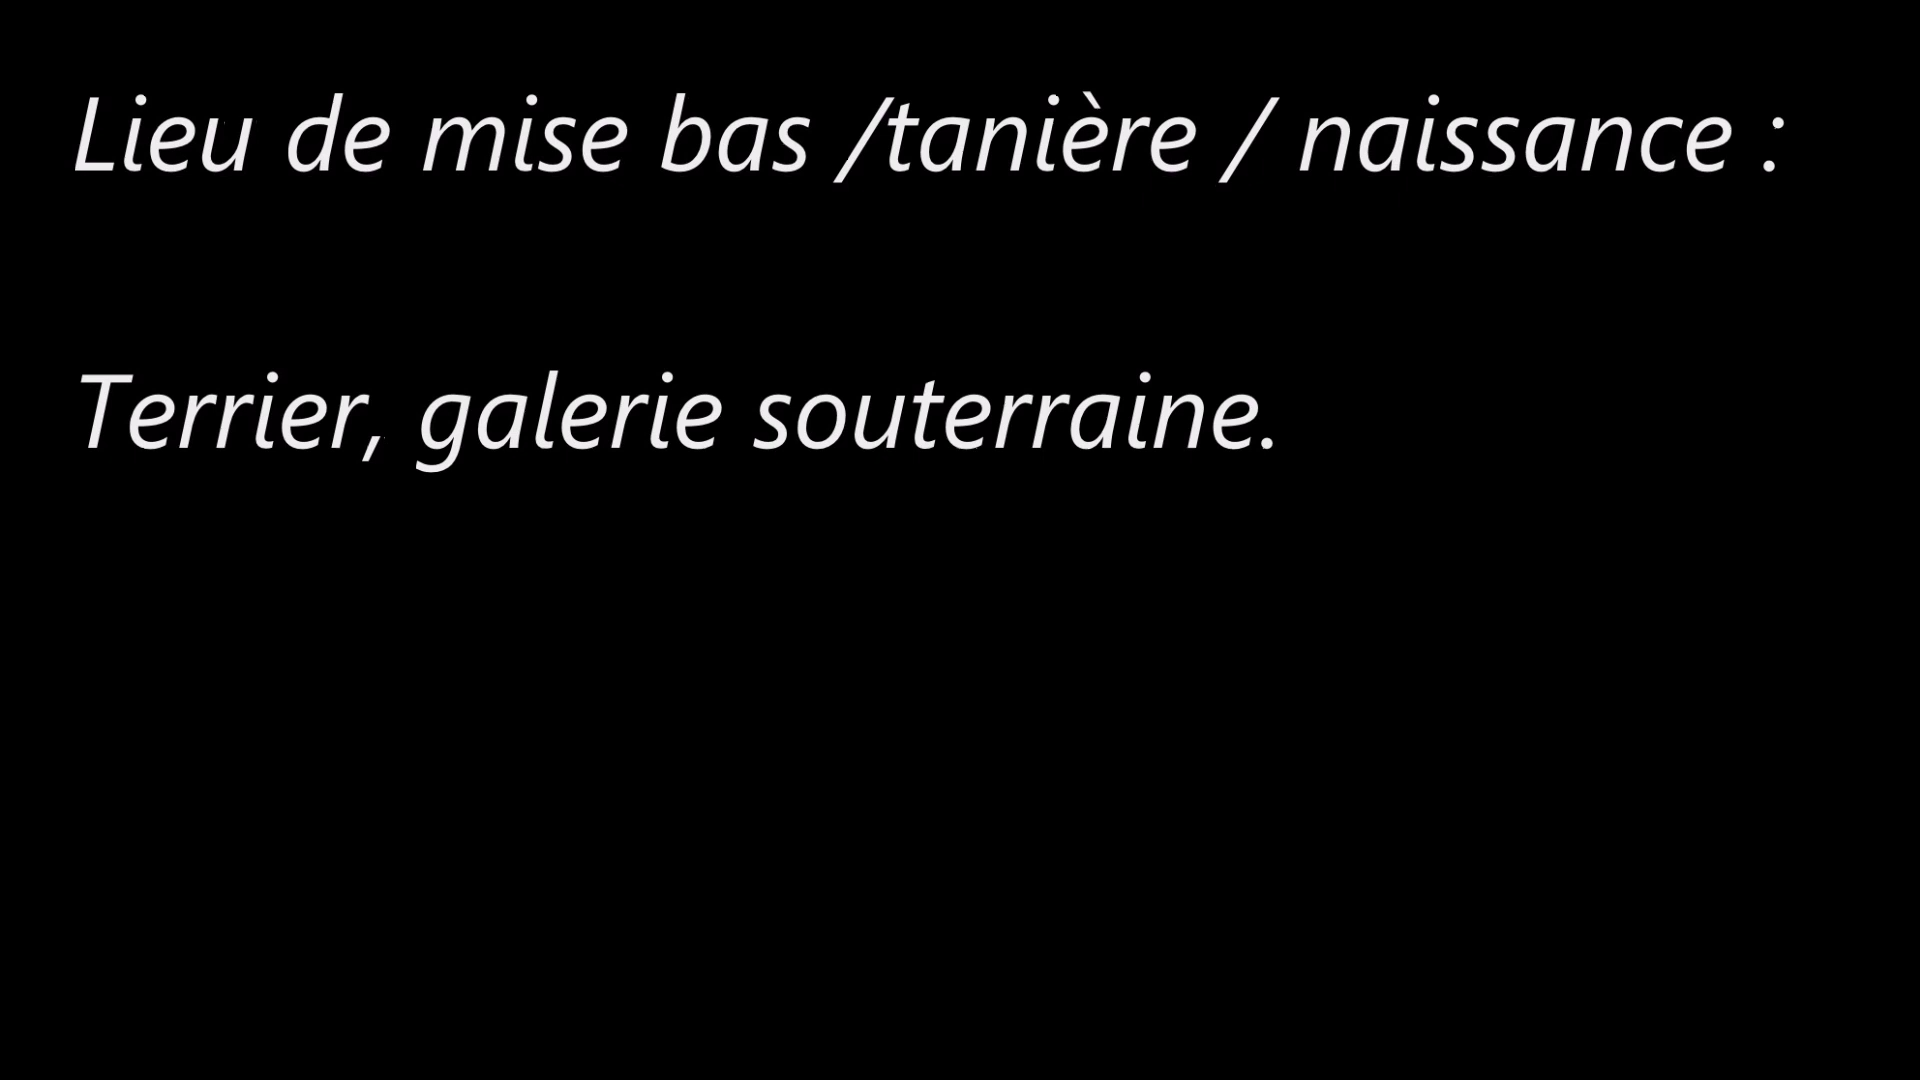 Lieu de mise bas /tanière / naissance :
Terrier, galerie souterraine.